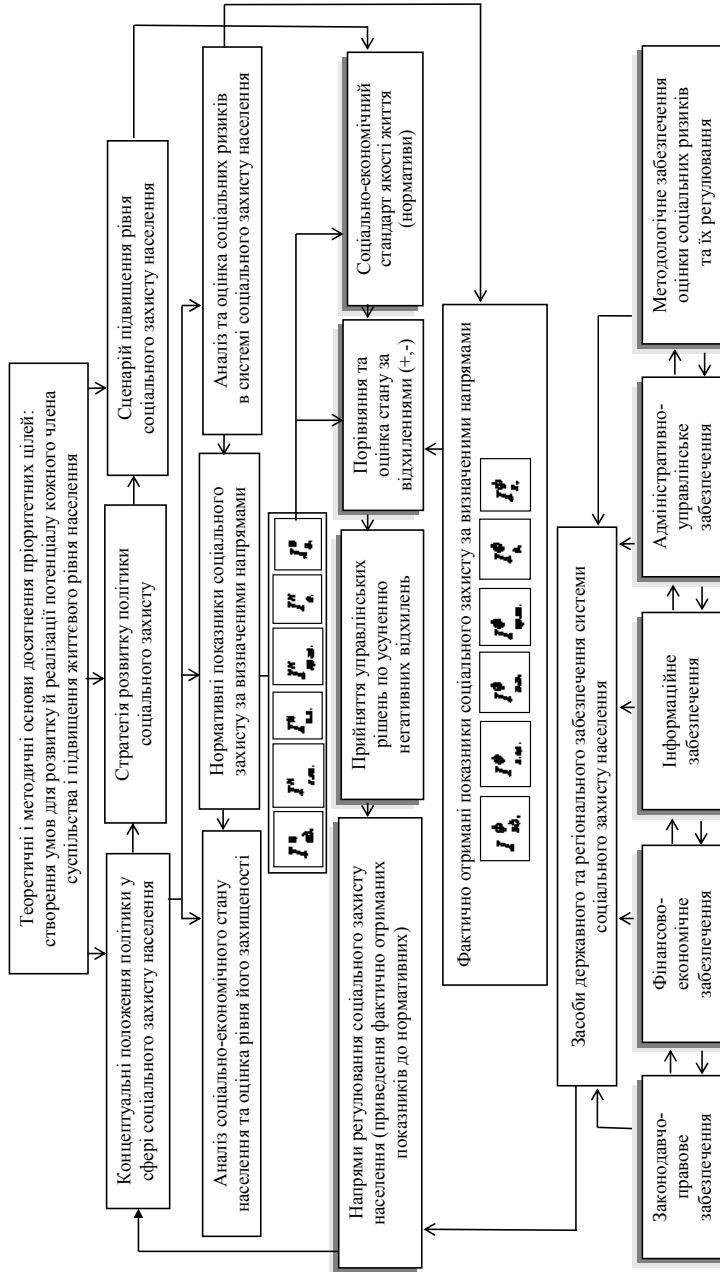 Теоретичні і методичні основи досягнення пріоритетних цілей:
створення умов для розвитку й реалізації потенціалу кожного члена
суспільства і підвищення життєвого рівня населення
Концептуальні положення політики у
сфері соціального захисту населення
Стратегія розвитку політики
соціального захисту
Сценарій підвищення рівня
соціального захисту населення
Аналіз соціально-економічного стану
населення та оцінка рівня його захищеності
Нормативні показники соціального
захисту за визначеними напрямами
Аналіз та оцінка соціальних ризиків
в системі соціального захисту населення
Напрями регулювання соціального захисту
населення (приведення фактично отриманих
показників до нормативних)
Прийняття управлінських
рішень по усуненню
негативних відхилень
Порівняння та
оцінка стану за
відхиленнями (+,-)
Соціально-економічний
стандарт якості життя
(нормативи)
Фактично отримані показники соціального захисту за визначеними напрямами
Засоби державного та регіонального забезпечення системи
соціального захисту населення
Законодавчо-
правове
забезпечення
Фінансово-
економічне
забезпечення
Інформаційне
забезпечення
Адміністративно-
управлінське
забезпечення
Методологічне забезпечення
оцінки соціальних ризиків
та їх регулювання